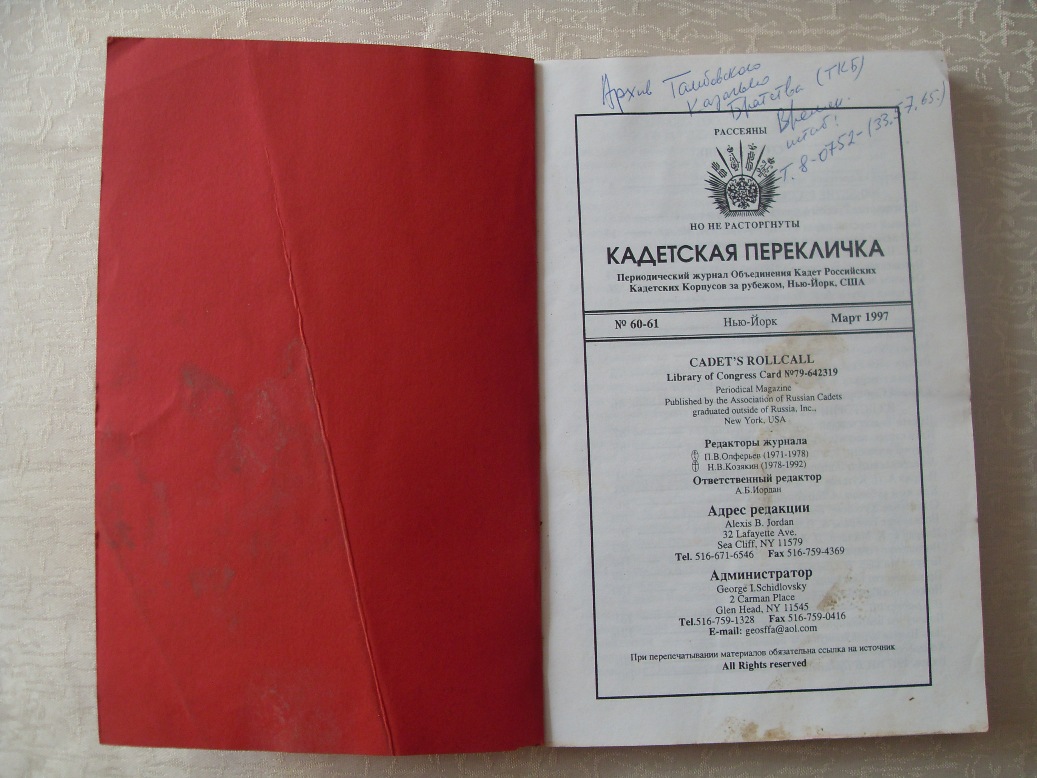 Архив Тамбовского
Казачьего
Братства (ТКБ)
Времен.
штаб!
Т. 8-0752-(33.57.65.)
РАССЕЯНЫ
НО НЕ РАСТОРГНУТЫ
КАДЕТСКАЯ ПЕРЕКЛИЧКА
Периодический журнал Объединения Кадет Российских
Кадетских Корпусов за рубежом, Нью-Йорк, США
№ 60-61 Нью-Йорк Март 1997
CADET'S ROLLCALL
Library of Congress Card №79-642319
Periodical Magazine
Published by the Association of Russian Cadets
graduated outside of Russia, Inc.,
New York, USA
Редакторы журнала
П.В.Олферьев (1971-1978)
Н.В.Козякин (1978-1992)
Ответственный редактор
А.Б.Йордан
Адрес редакции
Alexis B. Jordan
32 Lafayette Ave.
Sea Cliff, NY 11579
Tel. 516-671-6546 Fax 516-759-4369
Администратор
George I.Schidlovsky
2 Carman Place
Glen Head, NY 11545
Tel.516-759-1328 Fax 516-759-0416
E-mail: geosffa@aol.com
При перепечатывании материалов обязательна ссылка на источник
All Rights reserved